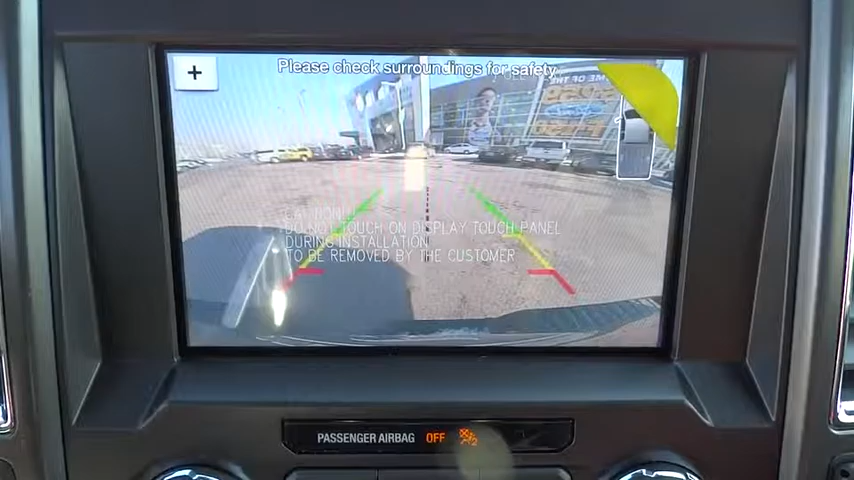 +
Please check surroundings for safety
CAUTION!
DO NOT TOUCH ON DISPLAY TOUCH PANEL
DURING INSTALLATION
TO BE REMOVED BY THE CUSTOMER
PASSENGER AIRBAG OFF